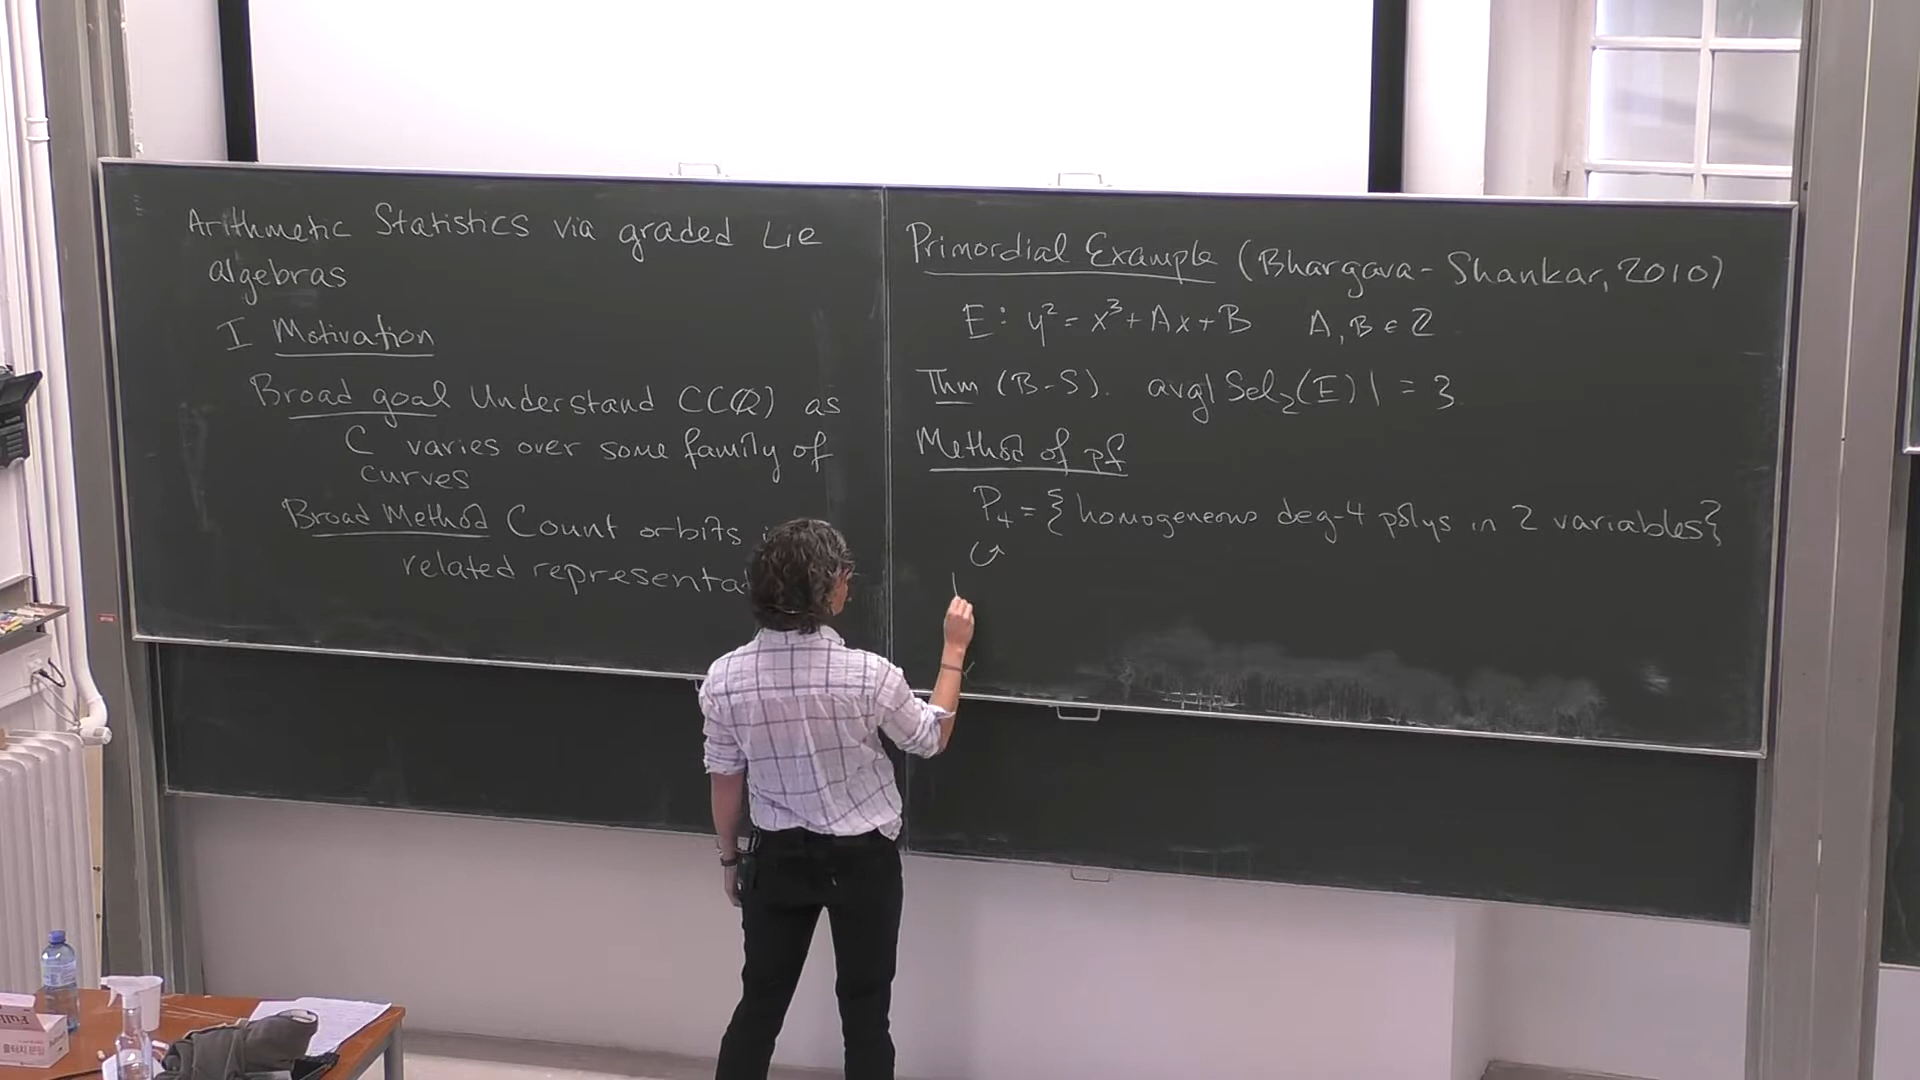 Arithmetic Statistics via graded Lie
algebras
I Motivation
Broad goal Understand C(Q) as
C varies over some family of
curves
Broad Method Count orbits
related
Primordial Example (Bhargava-Shankar, 2010)
E: y² = x³+Ax+B A, B ∈ Z
Thm (B-S). avg|Sel₂(E)| = 3.
Method of pf
P₄ = { homogeneous deg-4 polys in 2 variables}
↺